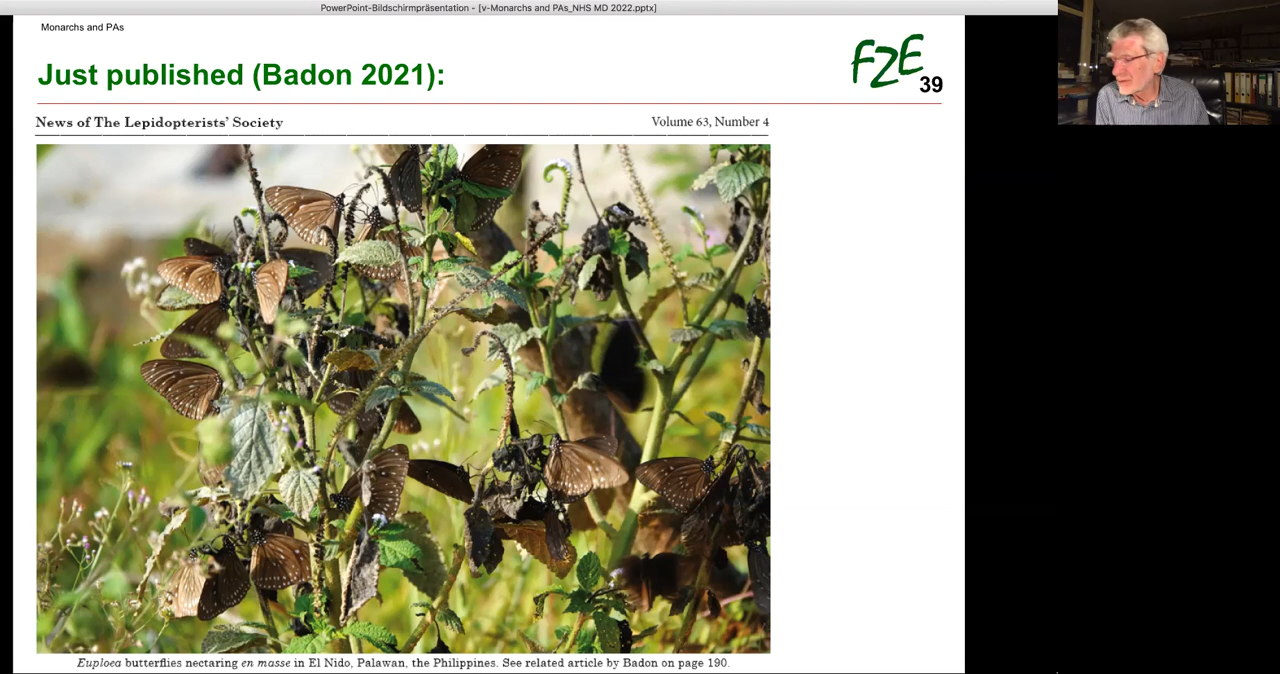 PowerPoint-Bildschirmpräsentation - [v-Monarchs and PAs_NHS MD 2022.pptx]
Monarchs and PAs
Just published (Badon 2021):
FZE
39
News of The Lepidopterists' Society
Volume 63, Number 4
Euploea butterflies nectaring en masse in El Nido, Palawan, the Philippines. See related article by Badon on page 190.